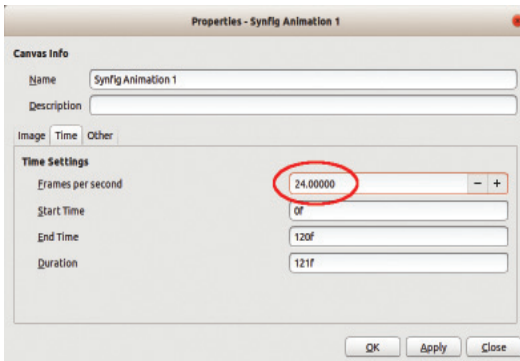 Properties - Synfig Animation 1
Canvas Info
Name Synfig Animation 1
Description
Image Time Other
Time Settings
Frames per second 24.00000 - +
Start Time 0f
End Time 120f
Duration 121f
OK Apply Close